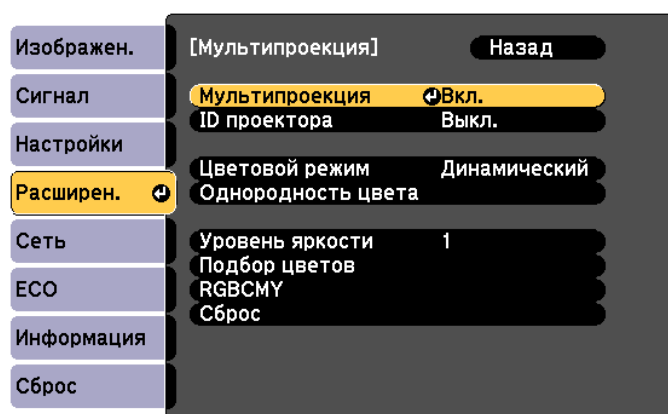 Изображен.
Сигнал
Настройки
Расширен.
Сеть
ECO
Информация
Сброс
[Мультипроекция] Назад
Мультипроекция Вкл.
ID проектора Выкл.
Цветовой режим Динамический
Однородность цвета
Уровень яркости 1
Подбор цветов
RGBCMY
Сброс